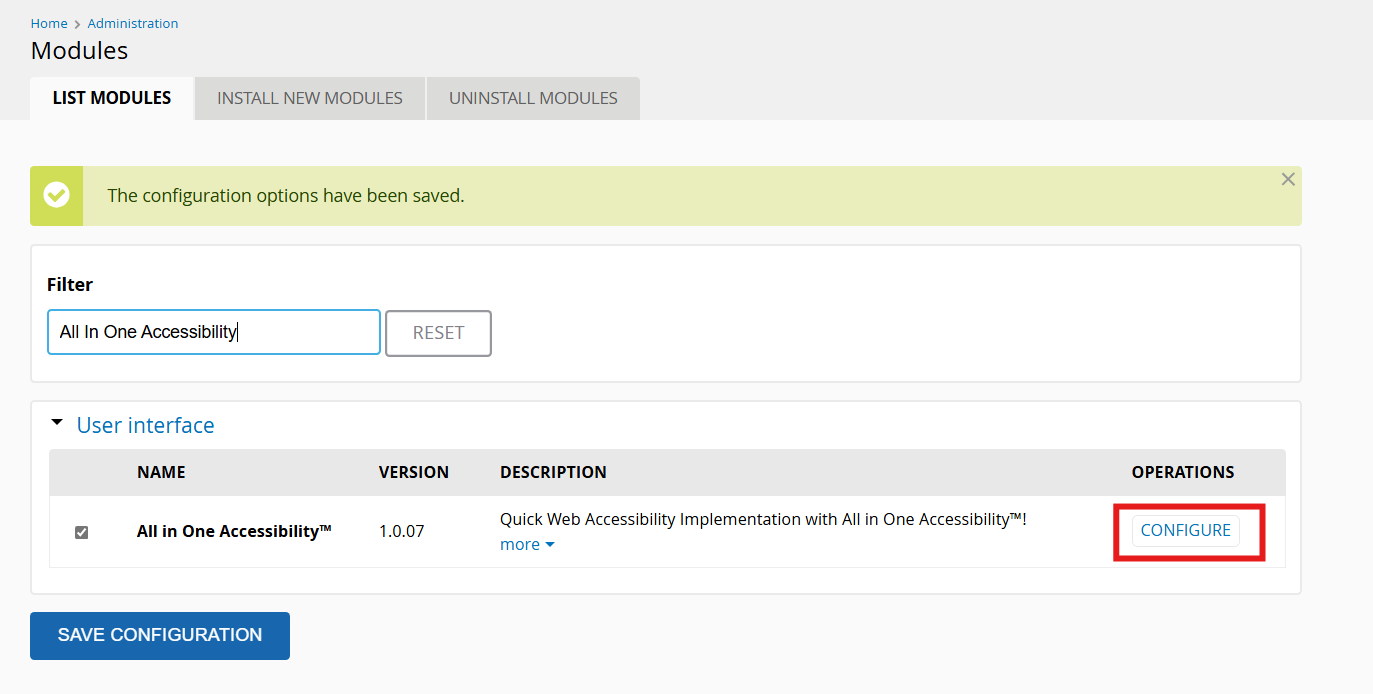 Home > Administration
Modules
LIST MODULES INSTALL NEW MODULES UNINSTALL MODULES
The configuration options have been saved.
Filter
All In One Accessibility RESET
User interface
NAME VERSION DESCRIPTION OPERATIONS
All in One Accessibility™ 1.0.07 Quick Web Accessibility Implementation with All in One Accessibility™! CONFIGURE
more
SAVE CONFIGURATION